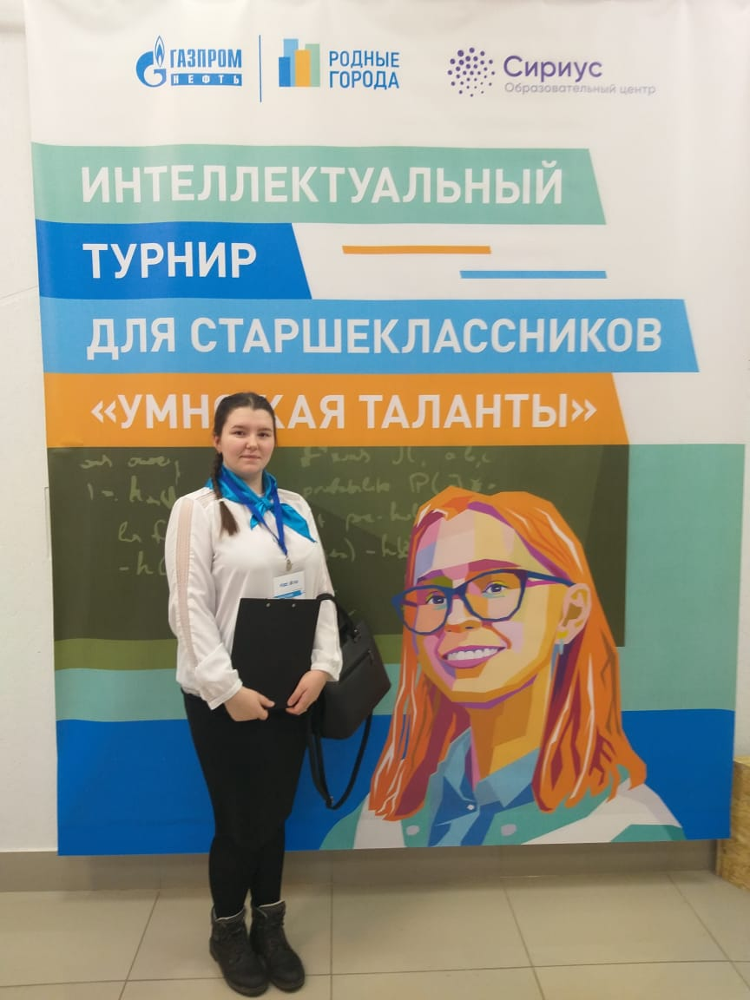 ГАЗПРОМ
НЕФТЬ
РОДНЫЕ
ГОРОДА
Сириус
Образовательный центр
ИНТЕЛЛЕКТУАЛЬНЫЙ
ТУРНИР
ДЛЯ СТАРШЕКЛАССНИКОВ
ТАЛАНТЫ»